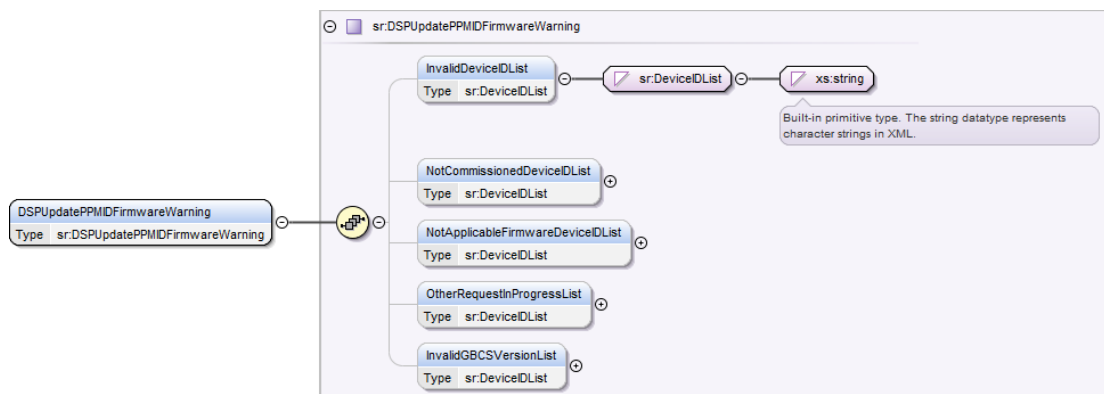 sr:DSPUpdatePPMIDFirmwareWarning
InvalidDeviceIDList
Type sr:DeviceIDList
sr:DeviceIDList
xs:string
Built-in primitive type. The string datatype represents
character strings in XML.
NotCommissionedDeviceIDList
Type sr:DeviceIDList
DSPUpdatePPMIDFirmwareWarning
Type sr:DSPUpdatePPMIDFirmwareWarning
NotApplicableFirmwareDeviceIDList
Type sr:DeviceIDList
OtherRequestInProgressList
Type sr:DeviceIDList
InvalidGBCSVersionList
Type sr:DeviceIDList